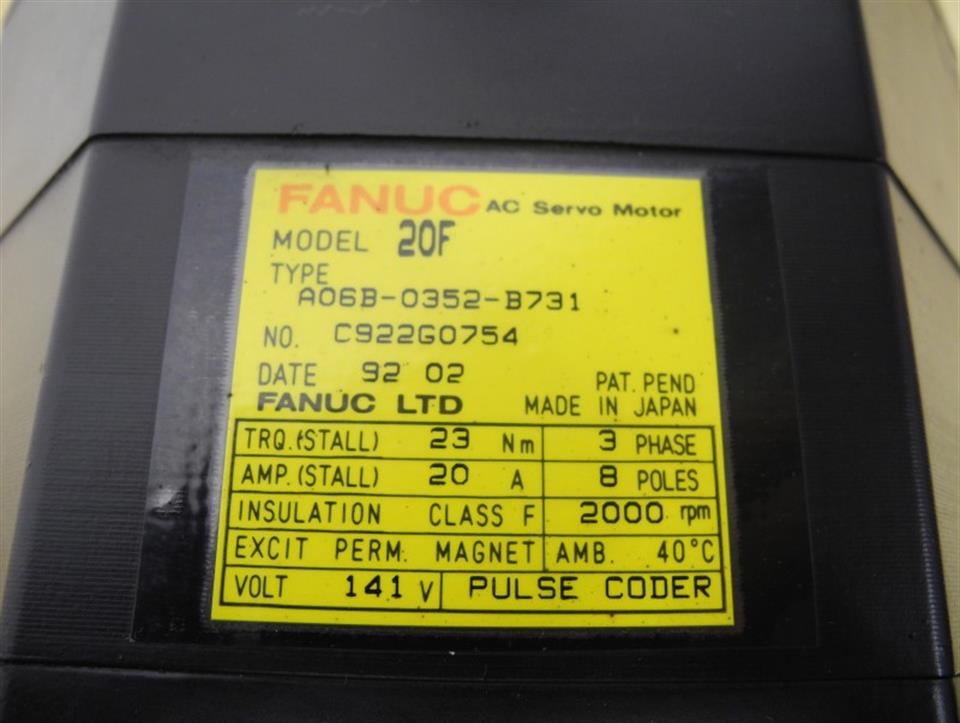 FANUC AC Servo Motor
MODEL 20F
TYPE
A06B-0352-B731
NO. C922G0754
DATE 92 02 PAT. PEND
FANUC LTD MADE IN JAPAN
TRQ.(STALL) 23 Nm 3 PHASE
AMP.(STALL) 20 A 8 POLES
INSULATION CLASS F 2000 rpm
EXCIT PERM. MAGNET AMB. 40°C
VOLT 141 V PULSE CODER